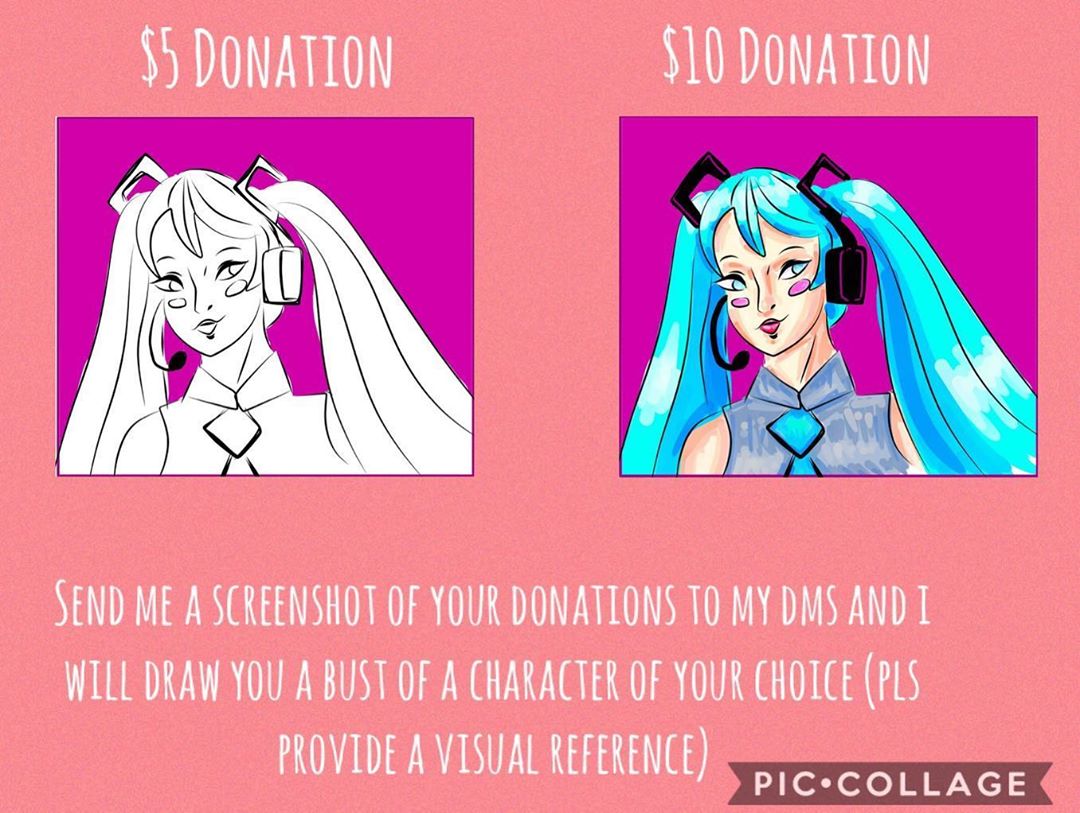 $5 Donation
$10 Donation
Send me a screenshot of your donations to my dms and i
will draw you a bust of a character of your choice (pls
provide a visual reference)
PIC•COLLAGE